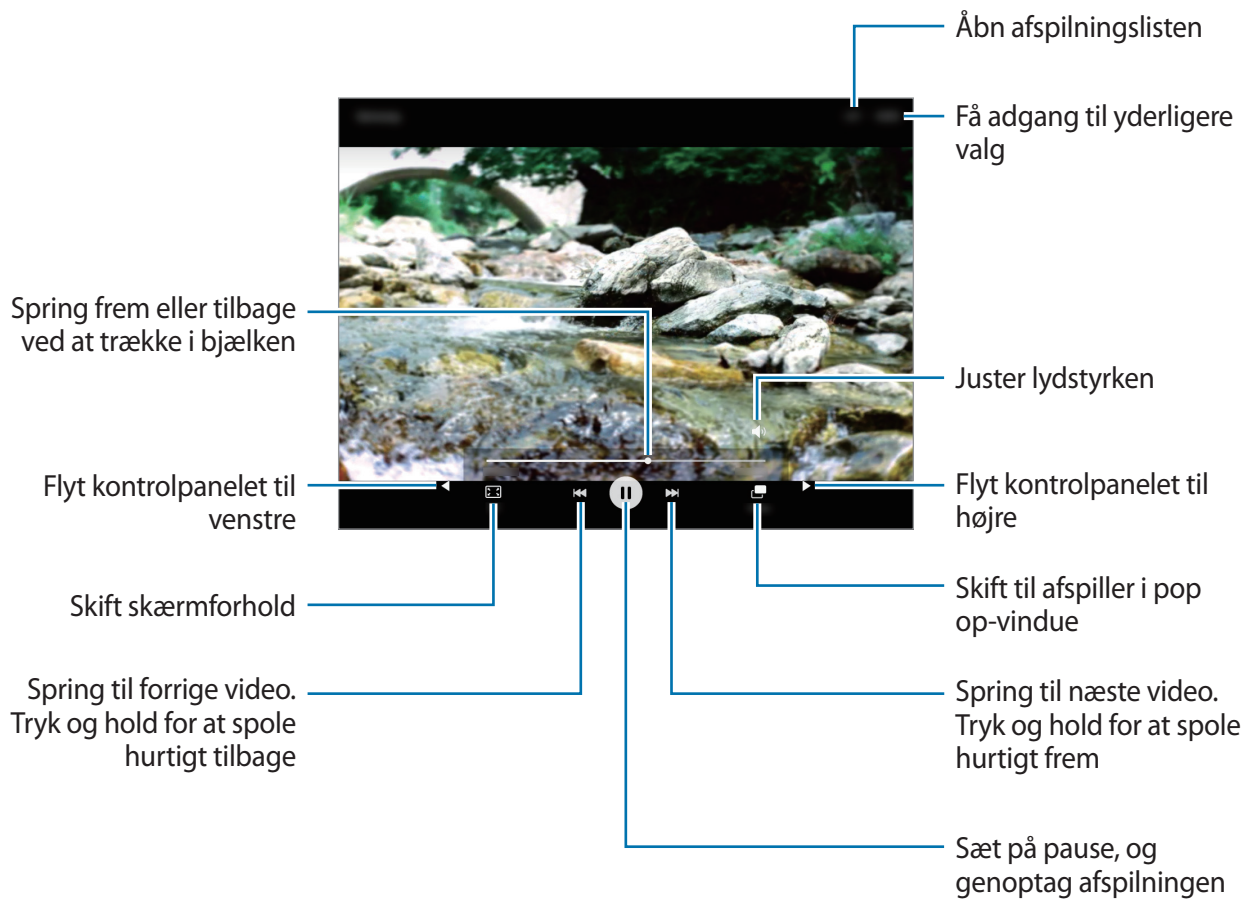 Åbn afspilningslisten
Få adgang til yderligere
valg
Spring frem eller tilbage
ved at trække i bjælken
Juster lydstyrken
Flyt kontrolpanelet til
venstre
Flyt kontrolpanelet til
højre
Skift skærmforhold
Skift til afspiller i pop
op-vindue
Spring til forrige video.
Tryk og hold for at spole
hurtigt tilbage
Spring til næste video.
Tryk og hold for at spole
hurtigt frem
Sæt på pause, og
genoptag afspilningen